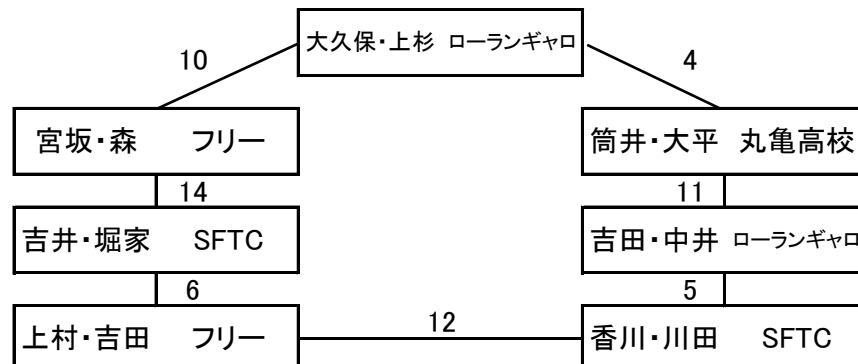 大久保・上杉 ローランギャロ
10
4
宮坂・森 フリー
筒井・大平 丸亀高校
14
11
吉井・堀家 SFTC
吉田・中井 ローランギャロ
6
5
上村・吉田 フリー
12
香川・川田 SFTC